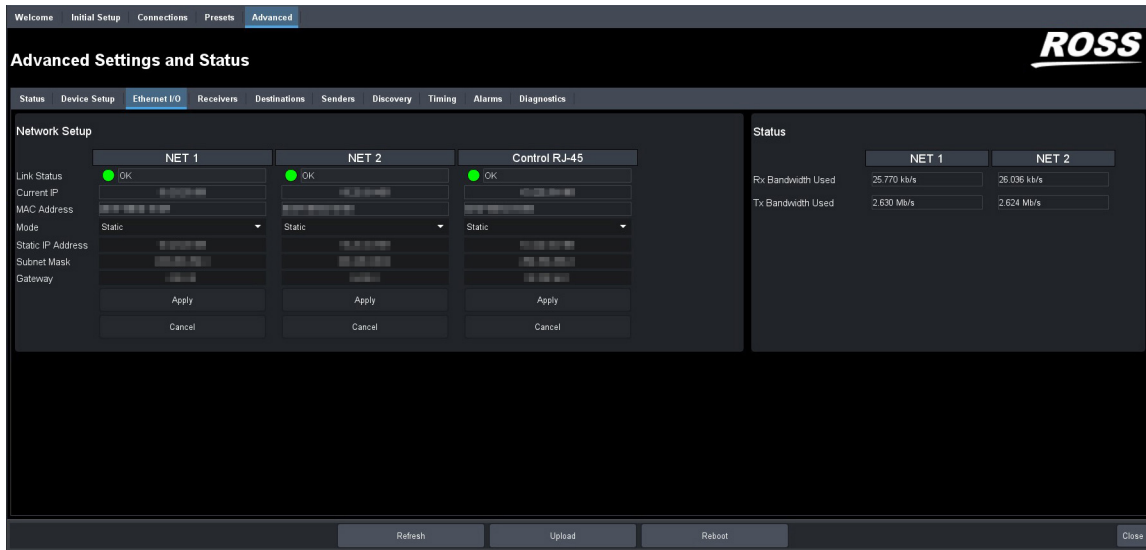 Welcome Initial Setup Connections Presets Advanced
Advanced Settings and Status
ROSS
Status Device Setup Ethernet I/O Receivers Destinations Senders Discovery Timing Alarms Diagnostics
Network Setup
NET 1 NET 2 Control RJ-45
Link Status OK OK OK
Current IP
MAC Address
Mode Static Static Static
Static IP Address
Subnet Mask
Gateway
Apply Apply Apply
Cancel Cancel Cancel
Status
NET 1 NET 2
Rx Bandwidth Used 25.770 kb/s 26.036 kb/s
Tx Bandwidth Used 2.630 Mb/s 2.624 Mb/s
Refresh Upload Reboot Close